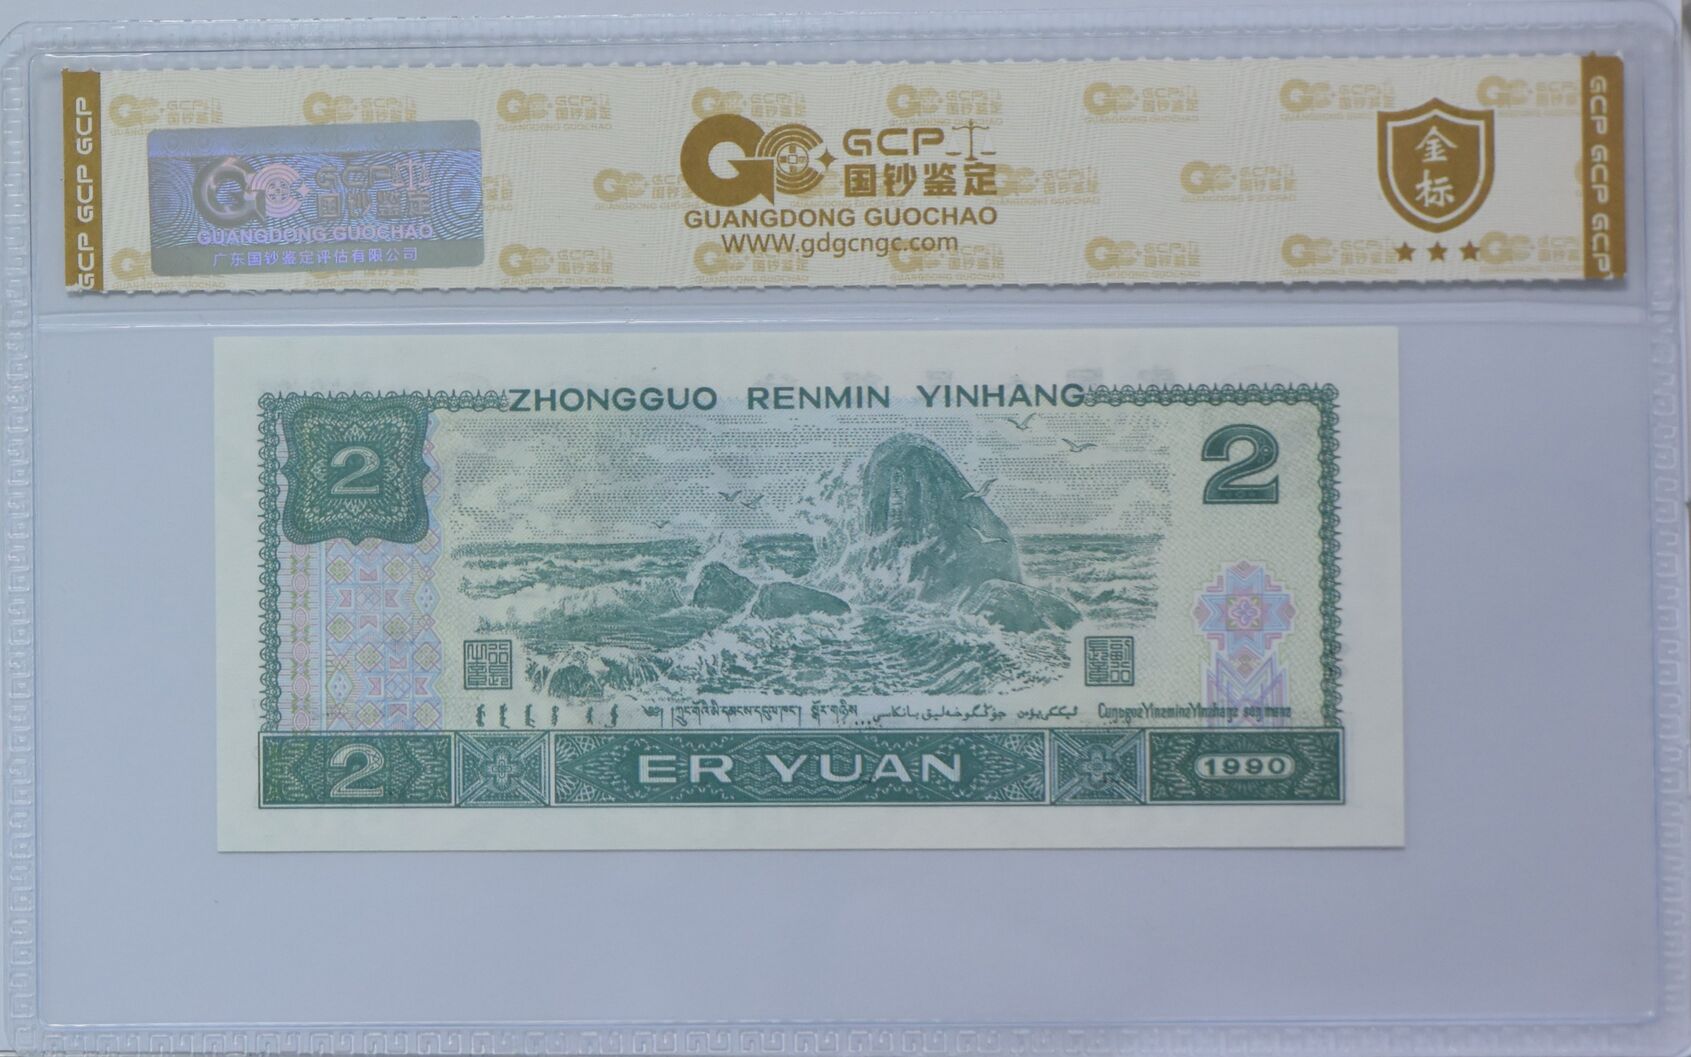 GCP GCP GCP
GCP
国钞鉴定
GUANGDONG GUOCHAO
广东国钞鉴定评估有限公司
GCP
国钞鉴定
GUANGDONG GUOCHAO
WWW.gdgcngc.com
金
标
GCP GCP GCP
ZHONGGUO RENMIN YINHANG
2
2
2
ER YUAN
1990